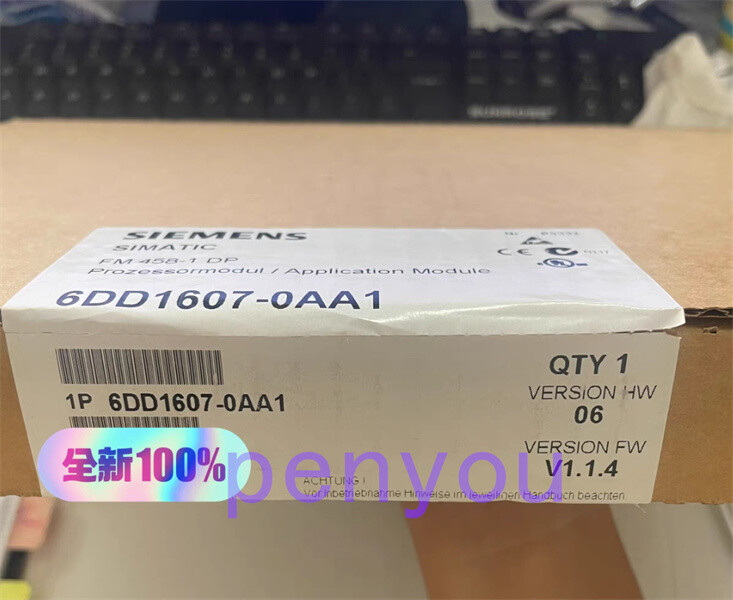 SIEMENS
SIMATIC
FM 458-1 DP
Prozessormodul / Application Module
6DD1607-0AA1
1P 6DD1607-0AA1
QTY 1
VERSION HW
06
VERSION FW
V1.1.4
全新100%
penyou
ACHTUNG !
Vor Inbetriebnahme Hinweise im jeweiligen Handbuch beachten.